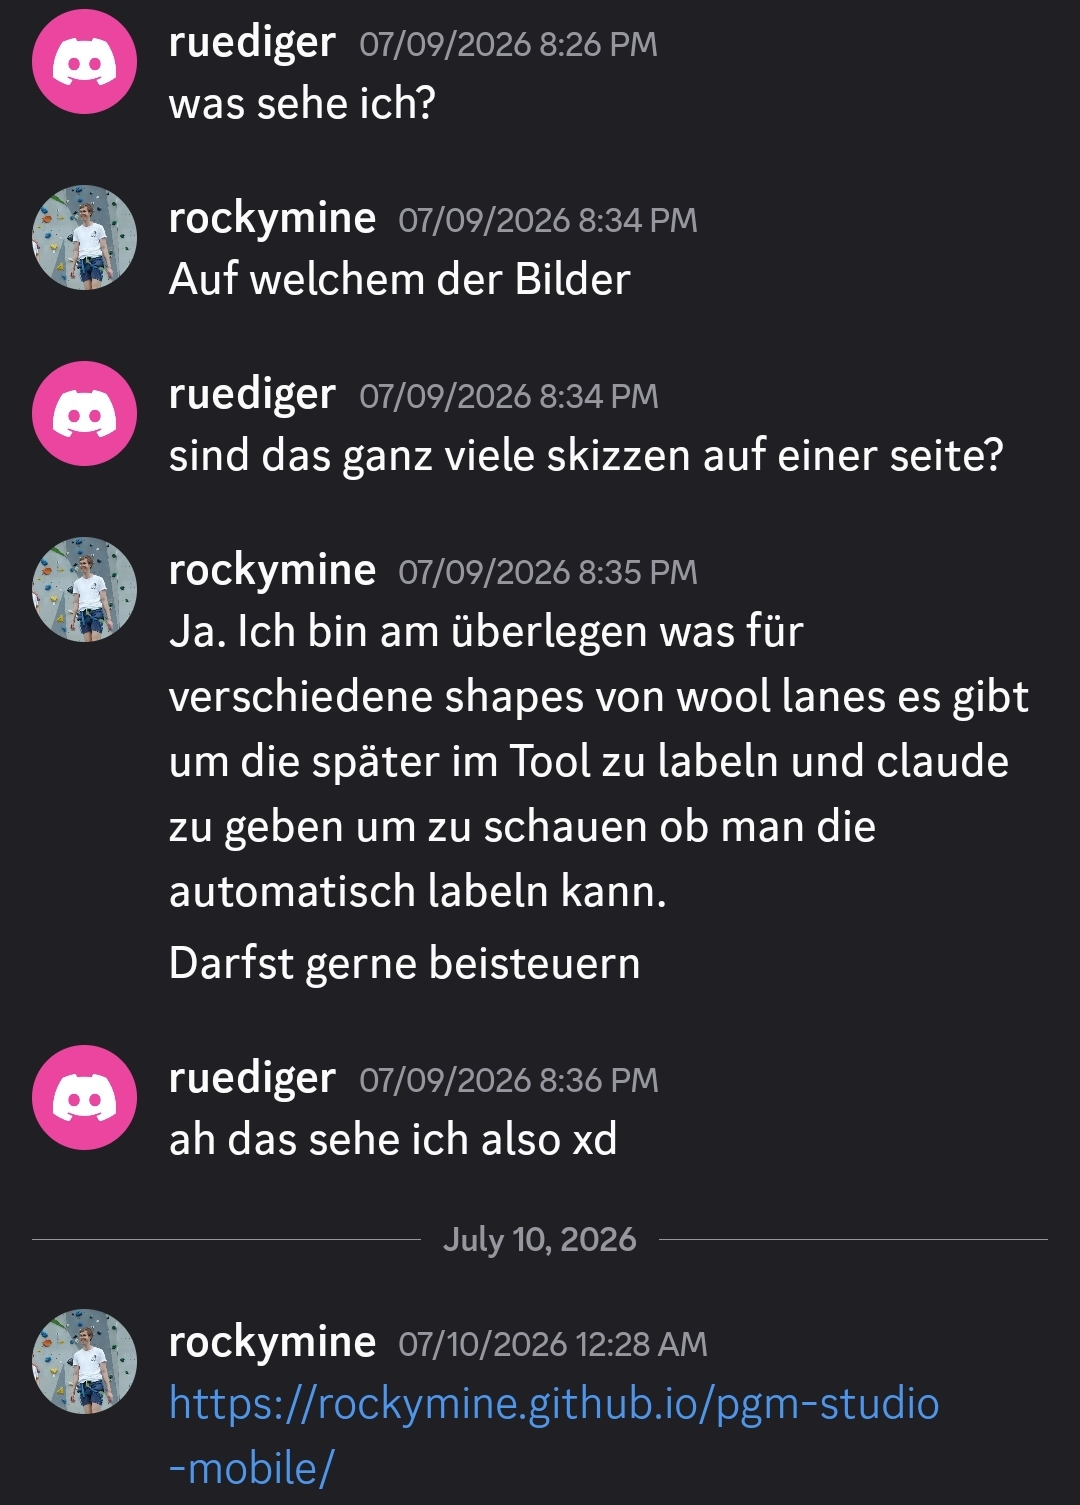 ruediger 07/09/2026 8:26 PM
was sehe ich?
rockymine 07/09/2026 8:34 PM
Auf welchem der Bilder
ruediger 07/09/2026 8:34 PM
sind das ganz viele skizzen auf einer seite?
rockymine 07/09/2026 8:35 PM
Ja. Ich bin am überlegen was für
verschiedene shapes von wool lanes es gibt
um die später im Tool zu labeln und claude
zu geben um zu schauen ob man die
automatisch labeln kann.
Darfst gerne beisteuern
ruediger 07/09/2026 8:36 PM
ah das sehe ich also xd
July 10, 2026
rockymine 07/10/2026 12:28 AM
https://rockymine.github.io/pgm-studio
-mobile/